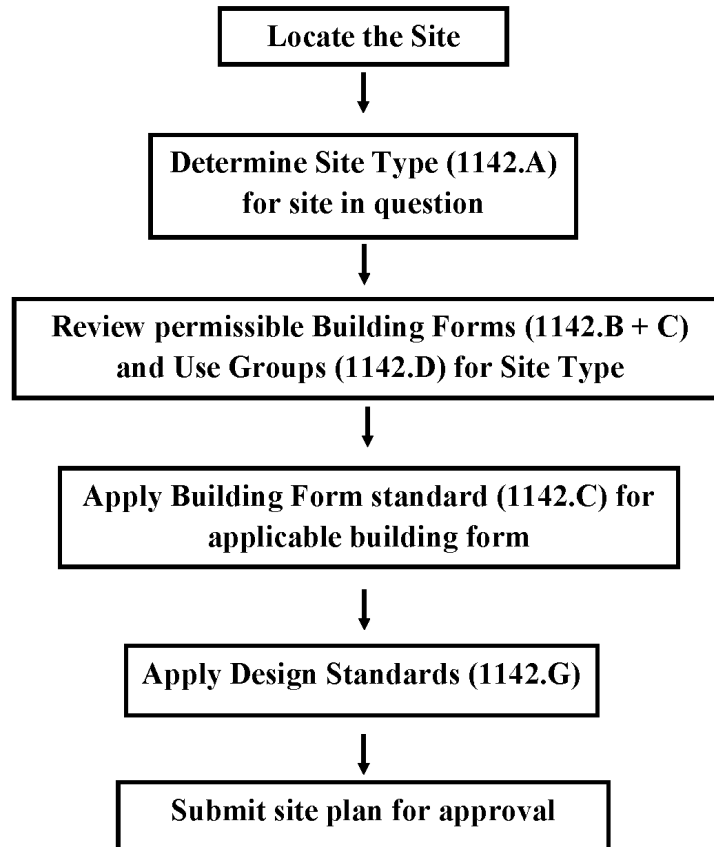 Locate the Site
Determine Site Type (1142.A)
for site in question
Review permissible Building Forms (1142.B + C)
and Use Groups (1142.D) for Site Type
Apply Building Form standard (1142.C) for
applicable building form
Apply Design Standards (1142.G)
Submit site plan for approval